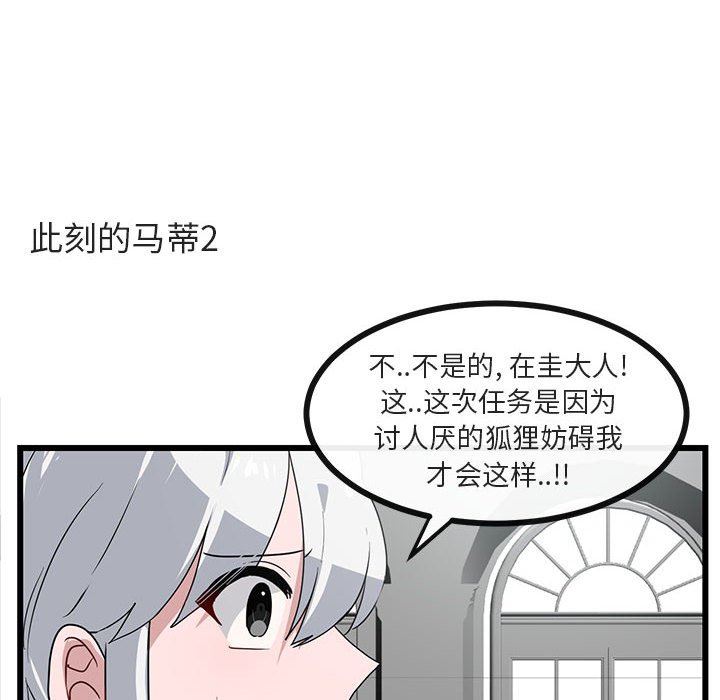 此刻的马蒂2
不..不是的, 在圭大人!
这..这次任务是因为
讨人厌的狐狸妨碍我
才会这样..!!